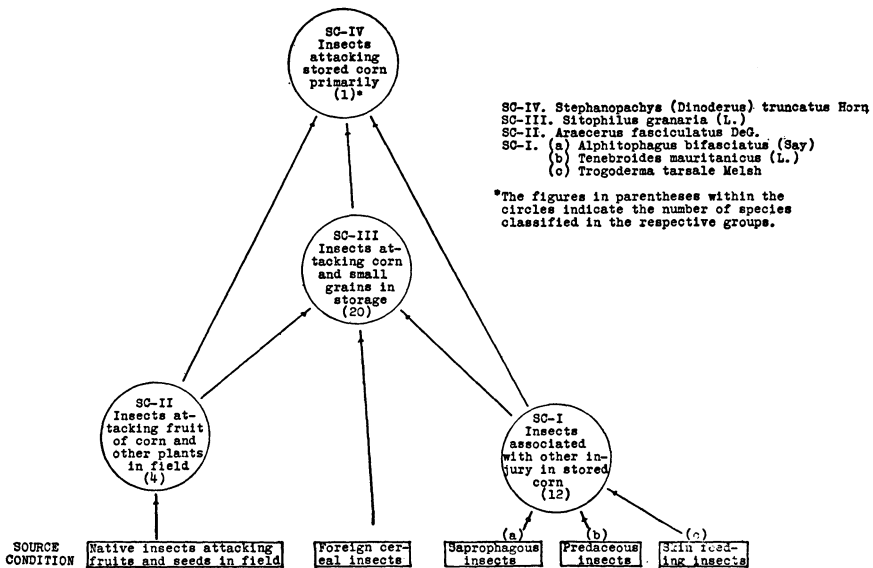 SC-IV
Insects
attacking
stored corn
primarily
(1)*
SC-IV. Stephanopachys (Dinoderus) truncatus Horn
SC-III. Sitophilus granaria (L.)
SC-II. Araecerus fasciculatus DeG.
SC-I. (a) Alphitophagus bifasciatus (Say)
(b) Tenebroides mauritanicus (L.)
(c) Trogoderma tarsale Melsh
*The figures in parentheses within the
circles indicate the number of species
classified in the respective groups.
SC-III
Insects at-
tacking corn
and small
grains in
storage
(20)
SC-II
Insects at-
tacking fruit
of corn and
other plants
in field
(4)
SC-I
Insects
associated
with other in-
jury in stored
corn
(12)
(a) (b) (c)
SOURCE
CONDITION
Native insects attacking
fruits and seeds in field
Foreign cer-
eal insects
Saprophagous
insects
Predaceous
insects
Skin feed-
ing insects